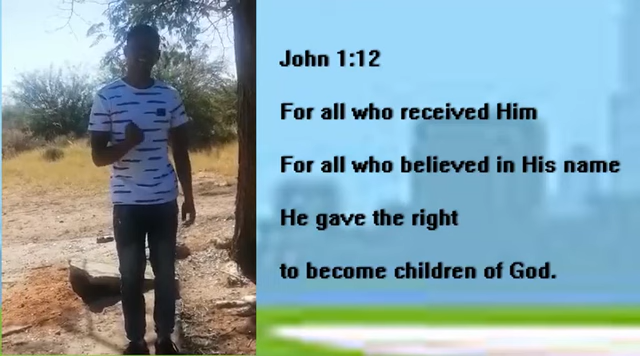 John 1:12
For all who received Him
For all who believed in His name
He gave the right
to become children of God.